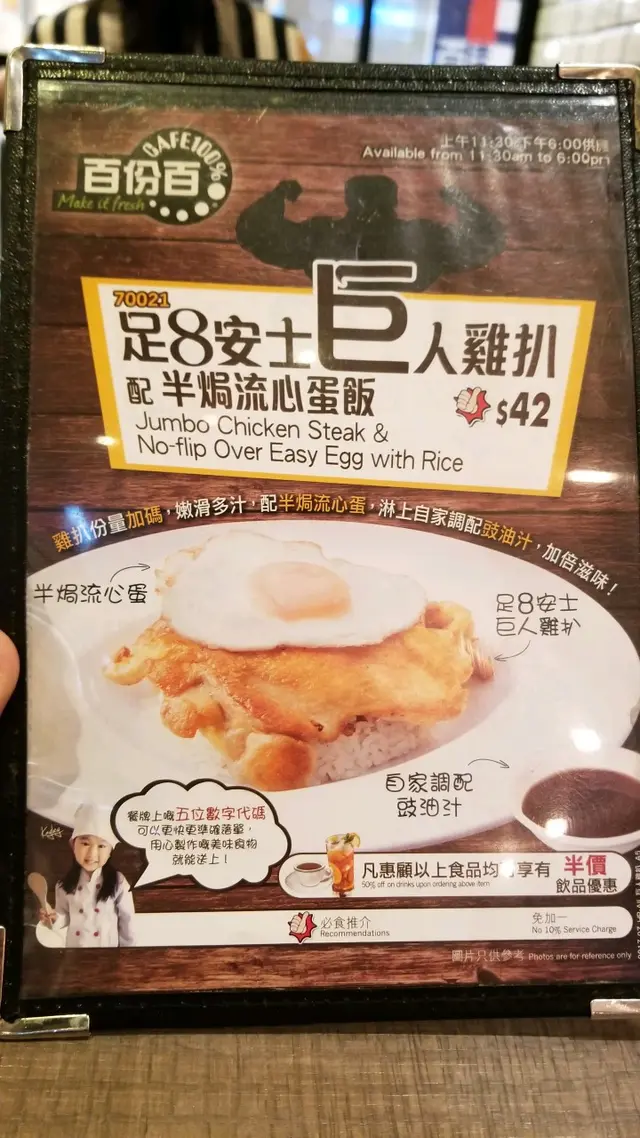 CAFE100%
百份百
Make it fresh
上午11:30-下午6:00供應
Available from 11:30am to 6:00pm
70021
足8安士巨人雞扒
配半焗流心蛋飯
$42
Jumbo Chicken Steak &
No-flip Over Easy Egg with Rice
雞扒份量加碼，嫩滑多汁，配半焗流心蛋，淋上自家調配豉油汁，加倍滋味！
半焗流心蛋
足8安士
巨人雞扒
自家調配
豉油汁
餐牌上嘅五位數字代碼
可以更快更準確落單，
用心製作嘅美味食物
就能送上！
凡惠顧以上食品均可享有 半價
飲品優惠
50% off on drinks upon ordering above item
必食推介
Recommendations
免加一
No 10% Service Charge
圖片只供參考 Photos are for reference only